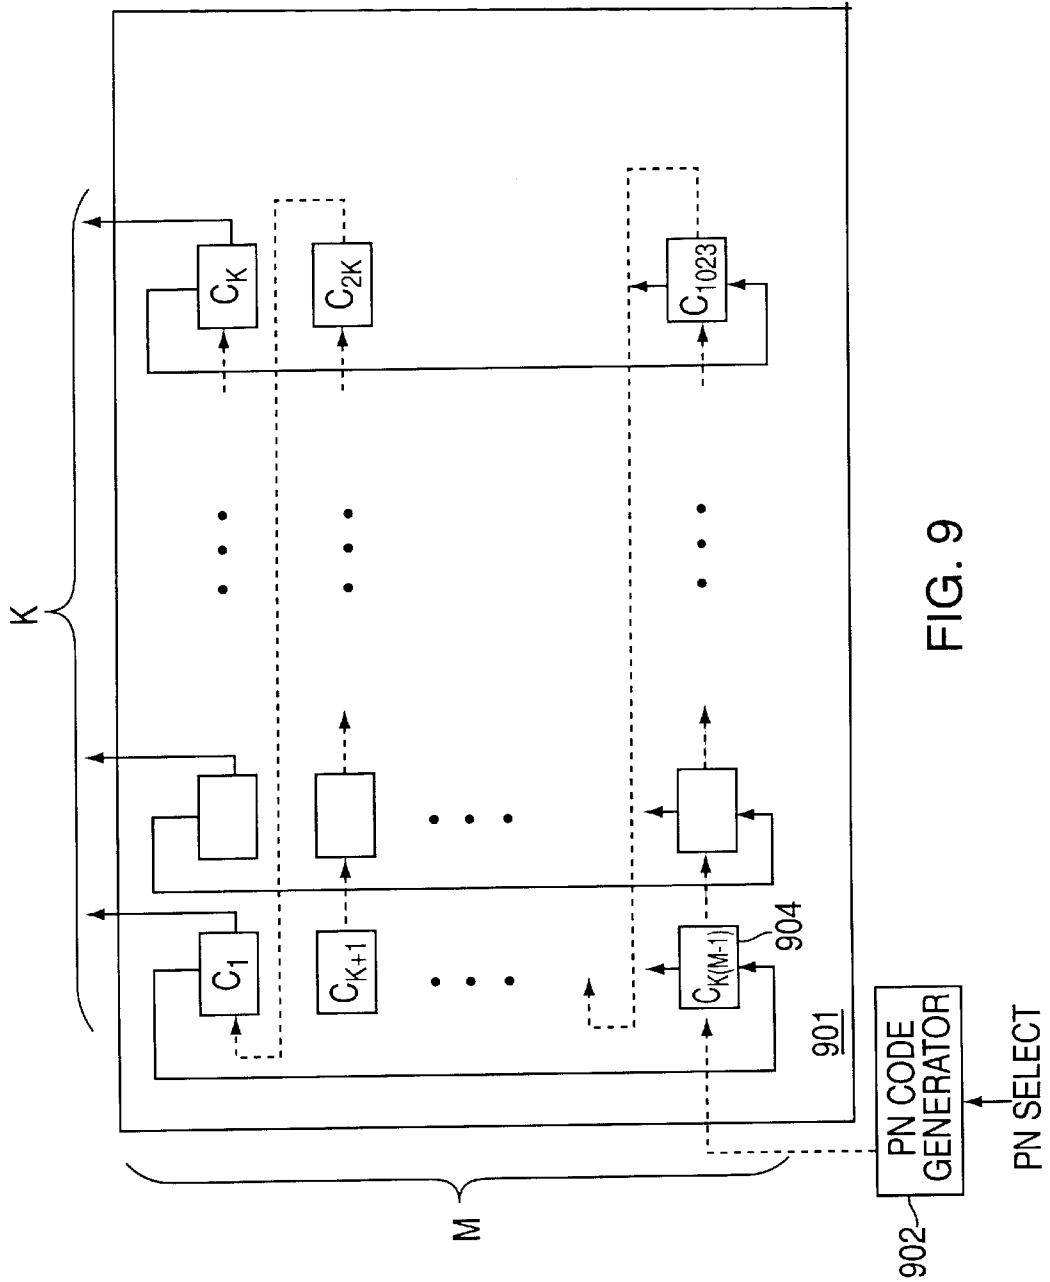 K
C_K
C_2K
C_1023
C_1
C_K+1
C_K(M-1)
904
901
M
PN CODE
GENERATOR
902
PN SELECT
FIG. 9